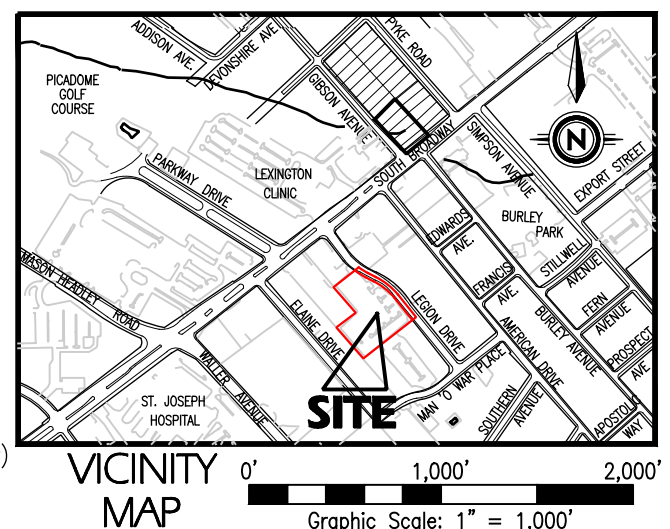 ADDISON AVE.
DEVONSHIRE AVE.
PYKE ROAD
PICADOME
GOLF
COURSE
GIBSON AVENUE
SOUTH BROADWAY
SIMPSON AVENUE
N
EXPORT STREET
PARKWAY DRIVE
LEXINGTON
CLINIC
EDWARDS
AVE.
BURLEY
PARK
STILLWELL
AVENUE
FRANCIS
AVE.
FERN
AVENUE
MASON HEADLEY
ROAD
ELAINE DRIVE
LEGION DRIVE
AMERICAN DRIVE
BURLEY AVENUE
PROSPECT
AVE
WALLER AVENUE
MAN O WAR PLACE
SOUTHERN
AVENUE
APOSTOLO
WAY
ST. JOSEPH
HOSPITAL
SITE
)
VICINITY
MAP
0' 1,000' 2,000'
Graphic Scale: 1" = 1,000'